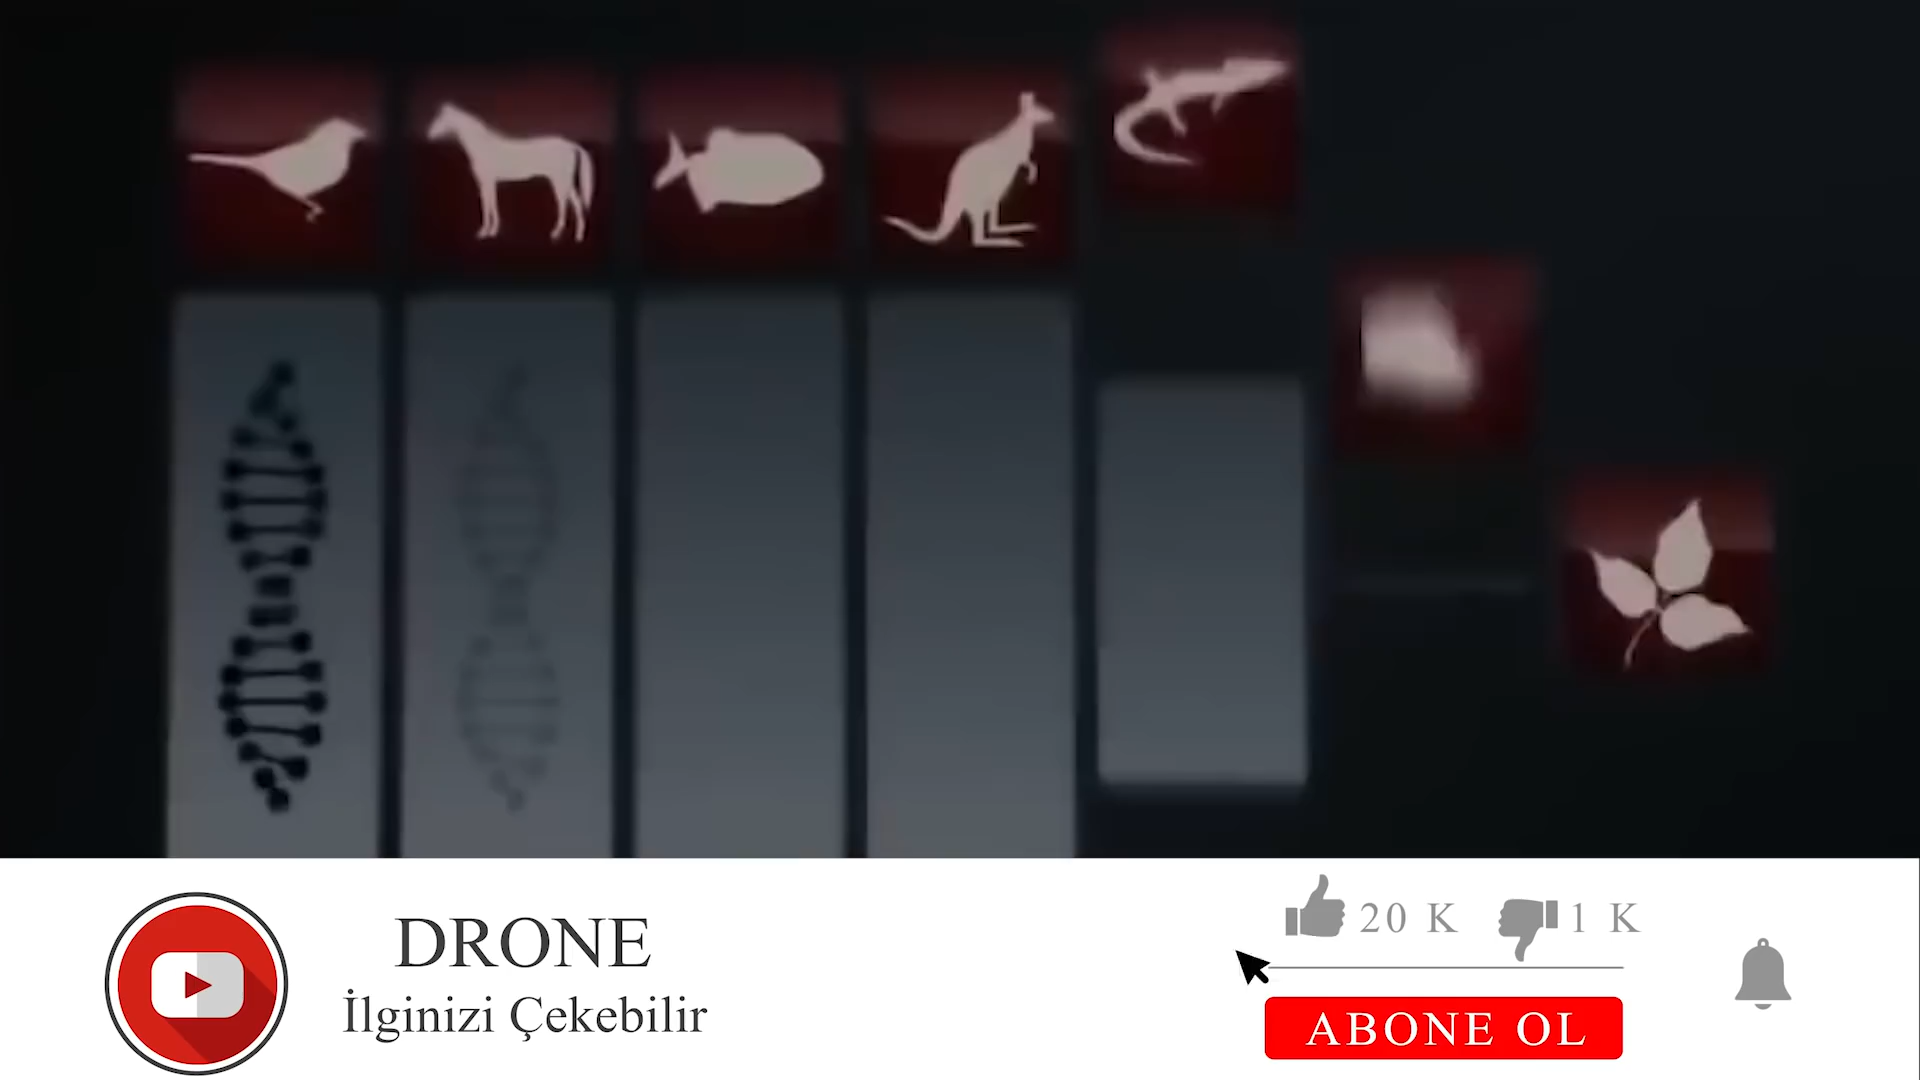 DRONE
İlginizi Çekebilir
20 K
1 K
ABONE OL